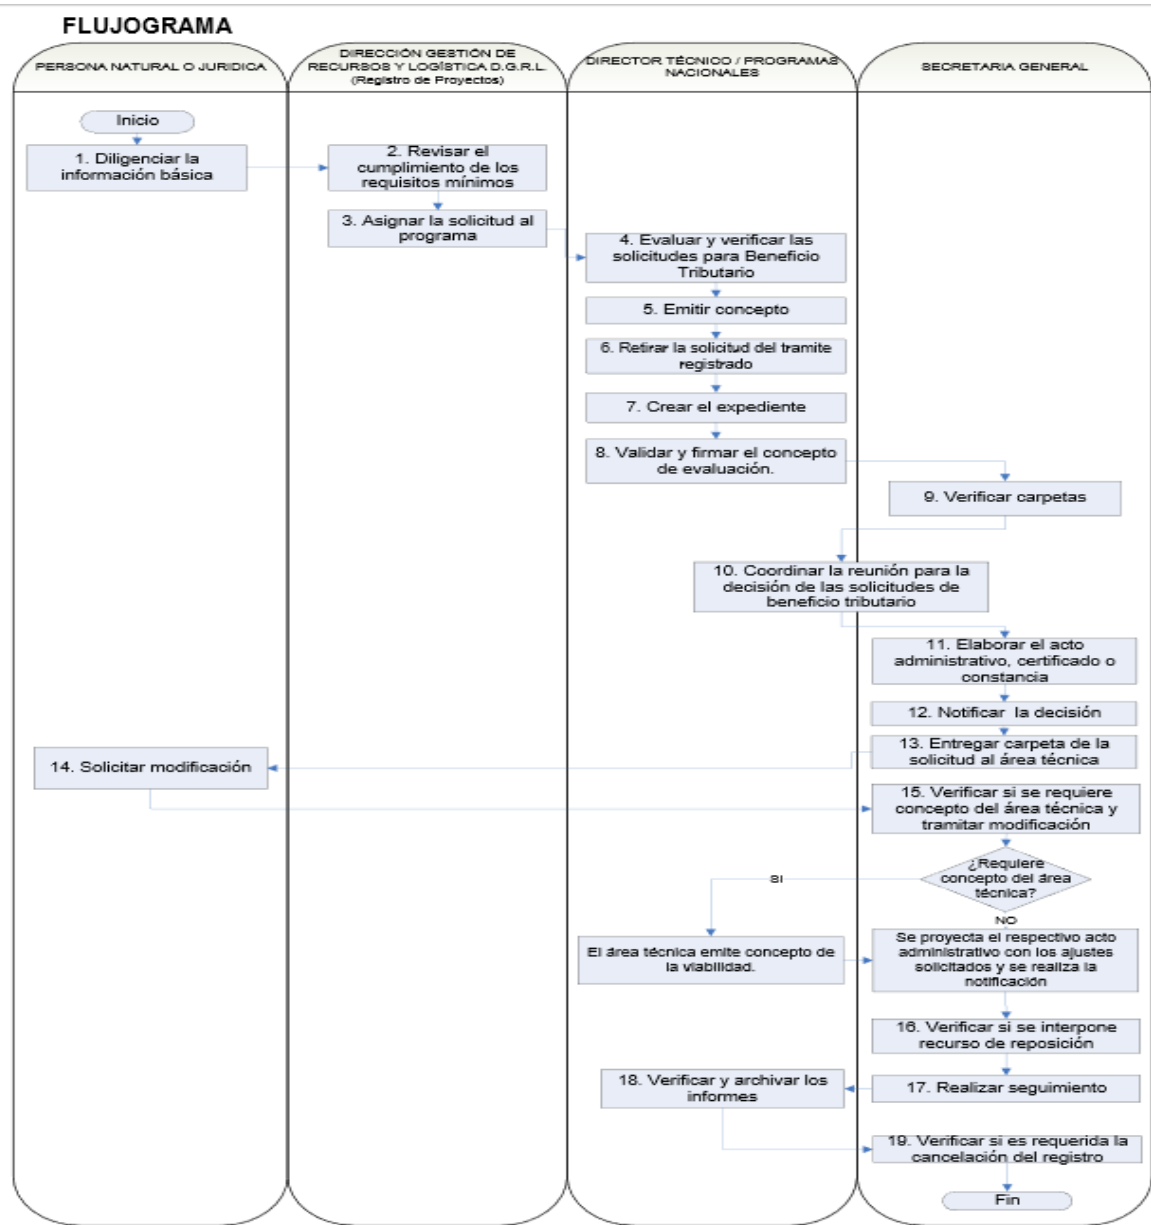 FLUJOGRAMA
PERSONA NATURAL O JURIDICA
DIRECCIÓN GESTIÓN DE
RECURSOS Y LOGÍSTICA D.G.R.L.
(Registro de Proyectos)
DIRECTOR TÉCNICO / PROGRAMAS
NACIONALES
SECRETARIA GENERAL
Inicio
1. Diligenciar la
información básica
2. Revisar el
cumplimiento de los
requisitos mínimos
3. Asignar la solicitud al
programa
4. Evaluar y verificar las
solicitudes para Beneficio
Tributario
5. Emitir concepto
6. Retirar la solicitud del tramite
registrado
7. Crear el expediente
8. Validar y firmar el concepto
de evaluación.
9. Verificar carpetas
10. Coordinar la reunión para la
decisión de las solicitudes de
beneficio tributario
11. Elaborar el acto
administrativo, certificado o
constancia
12. Notificar la decisión
13. Entregar carpeta de la
solicitud al área técnica
14. Solicitar modificación
15. Verificar si se requiere
concepto del área técnica y
tramitar modificación
¿Requiere
concepto del área
técnica?
SI
NO
El área técnica emite concepto de
la viabilidad.
Se proyecta el respectivo acto
administrativo con los ajustes
solicitados y se realiza la
notificación
16. Verificar si se interpone
recurso de reposición
17. Realizar seguimiento
18. Verificar y archivar los
informes
19. Verificar si es requerida la
cancelación del registro
Fin